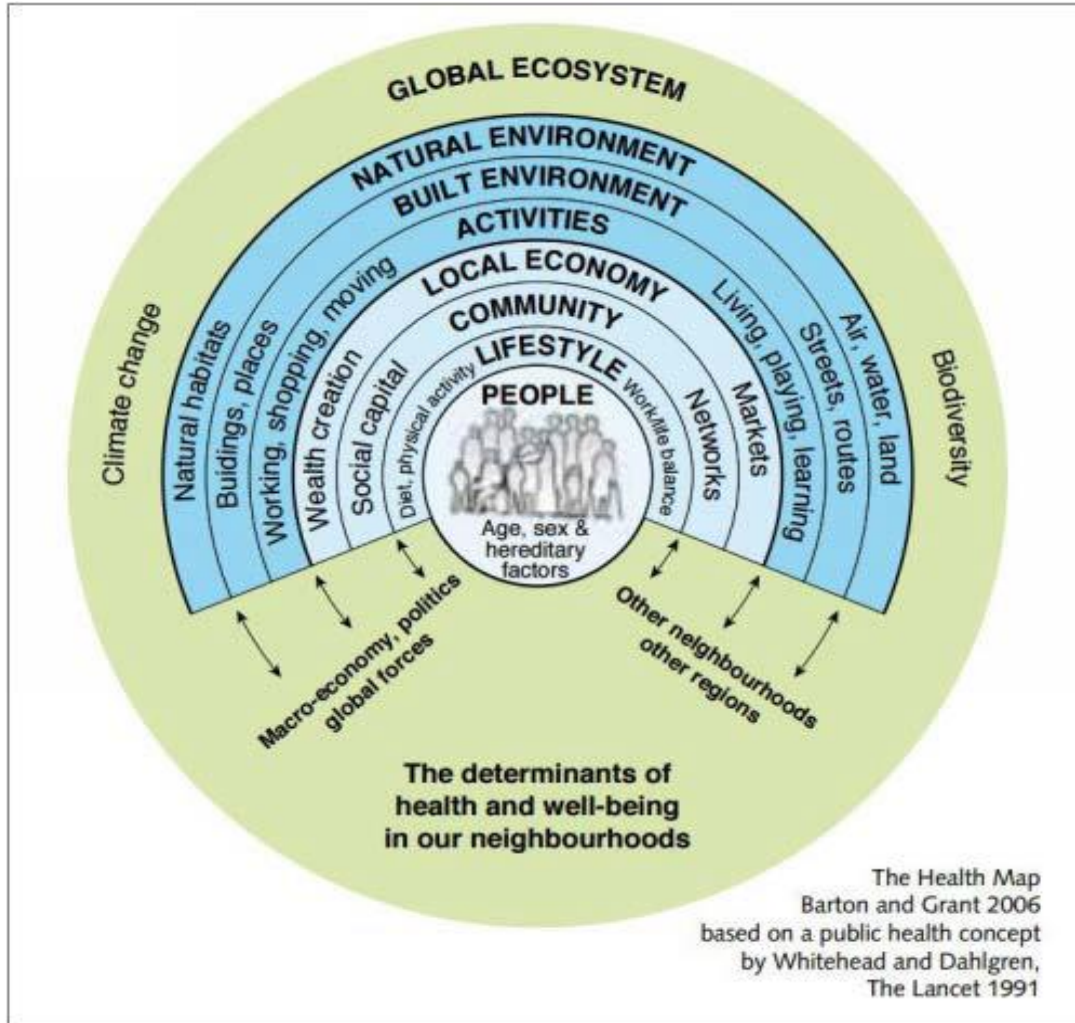 GLOBAL ECOSYSTEM
NATURAL ENVIRONMENT
BUILT ENVIRONMENT
ACTIVITIES
LOCAL ECONOMY
COMMUNITY
LIFESTYLE
PEOPLE
Age, sex &
hereditary
factors
Climate change
Natural habitats
Buidings, places
Working, shopping, moving
Wealth creation
Social capital
Diet, physical activity
Work/life balance
Networks
Markets
Living, playing, learning
Streets, routes
Air, water, land
Biodiversity
Macro-economy, politics
global forces
Other neighbourhoods
other regions
The determinants of
health and well-being
in our neighbourhoods
The Health Map
Barton and Grant 2006
based on a public health concept
by Whitehead and Dahlgren,
The Lancet 1991